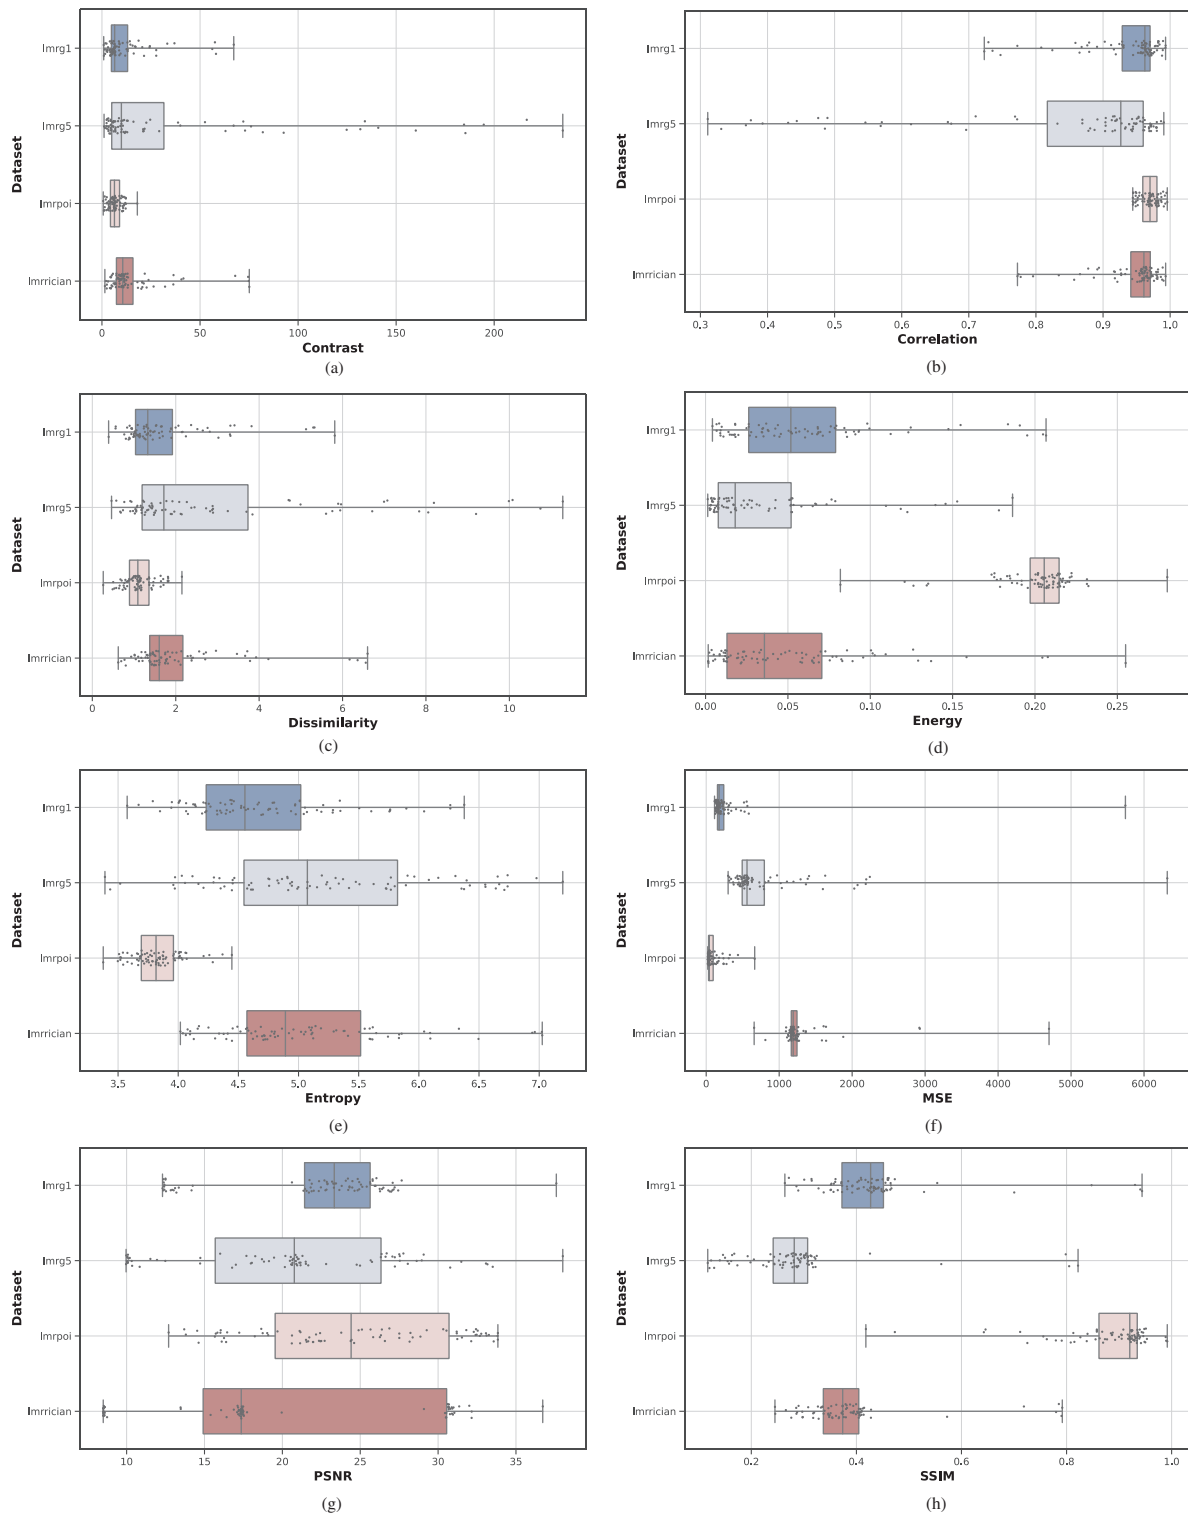 Dataset
Imrg1
Imrg5
Imrpoi
Imrrician
0 50 100 150 200
Contrast
(a)
Dataset
Imrg1
Imrg5
Imrpoi
Imrrician
0.3 0.4 0.5 0.6 0.7 0.8 0.9 1.0
Correlation
(b)
Dataset
Imrg1
Imrg5
Imrpoi
Imrrician
0 2 4 6 8 10
Dissimilarity
(c)
Dataset
Imrg1
Imrg5
Imrpoi
Imrrician
0.00 0.05 0.10 0.15 0.20 0.25
Energy
(d)
Dataset
Imrg1
Imrg5
Imrpoi
Imrrician
3.5 4.0 4.5 5.0 5.5 6.0 6.5 7.0
Entropy
(e)
Dataset
Imrg1
Imrg5
Imrpoi
Imrrician
0 1000 2000 3000 4000 5000 6000
MSE
(f)
Dataset
Imrg1
Imrg5
Imrpoi
Imrrician
10 15 20 25 30 35
PSNR
(g)
Dataset
Imrg1
Imrg5
Imrpoi
Imrrician
0.2 0.4 0.6 0.8 1.0
SSIM
(h)